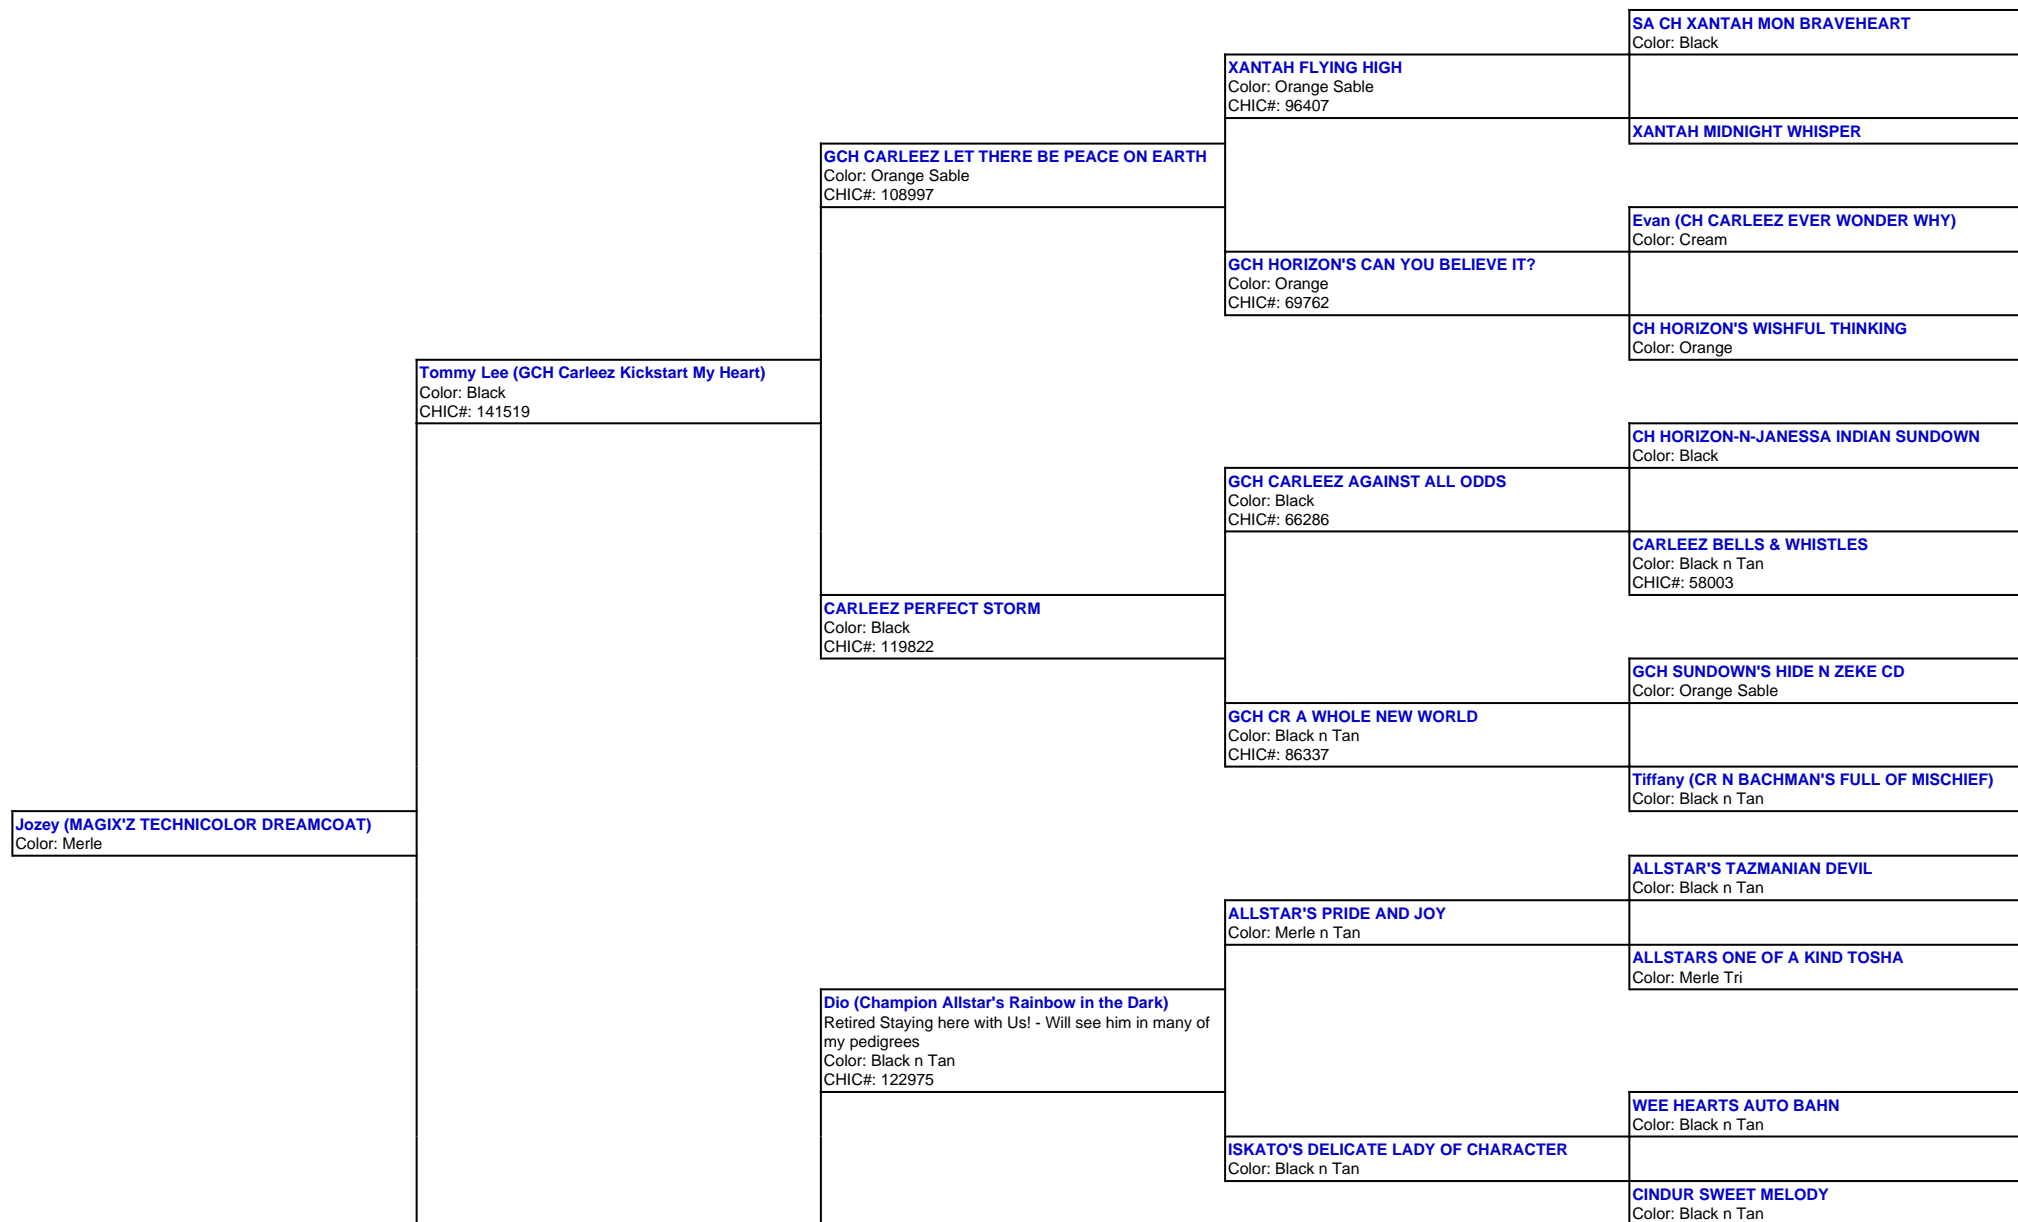 SA CH XANTAH MON BRAVEHEART
Color: Black
XANTAH FLYING HIGH
Color: Orange Sable
CHIC#: 96407
XANTAH MIDNIGHT WHISPER
GCH CARLEEZ LET THERE BE PEACE ON EARTH
Color: Orange Sable
CHIC#: 108997
Evan (CH CARLEEZ EVER WONDER WHY)
Color: Cream
GCH HORIZON'S CAN YOU BELIEVE IT?
Color: Orange
CHIC#: 69762
CH HORIZON'S WISHFUL THINKING
Color: Orange
Tommy Lee (GCH Carleez Kickstart My Heart)
Color: Black
CHIC#: 141519
CH HORIZON-N-JANESSA INDIAN SUNDOWN
Color: Black
GCH CARLEEZ AGAINST ALL ODDS
Color: Black
CHIC#: 66286
CARLEEZ BELLS & WHISTLES
Color: Black n Tan
CHIC#: 58003
CARLEEZ PERFECT STORM
Color: Black
CHIC#: 119822
GCH SUNDOWN'S HIDE N ZEKE CD
Color: Orange Sable
GCH CR A WHOLE NEW WORLD
Color: Black n Tan
CHIC#: 86337
Tiffany (CR N BACHMAN'S FULL OF MISCHIEF)
Color: Black n Tan
Jozey (MAGIX'Z TECHNICOLOR DREAMCOAT)
Color: Merle
ALLSTAR'S TAZMANIAN DEVIL
Color: Black n Tan
ALLSTAR'S PRIDE AND JOY
Color: Merle n Tan
ALLSTARS ONE OF A KIND TOSHA
Color: Merle Tri
Dio (Champion Allstar's Rainbow in the Dark)
Retired Staying here with Us! - Will see him in many of
my pedigrees
Color: Black n Tan
CHIC#: 122975
WEE HEARTS AUTO BAHN
Color: Black n Tan
ISKATO'S DELICATE LADY OF CHARACTER
Color: Black n Tan
CINDUR SWEET MELODY
Color: Black n Tan